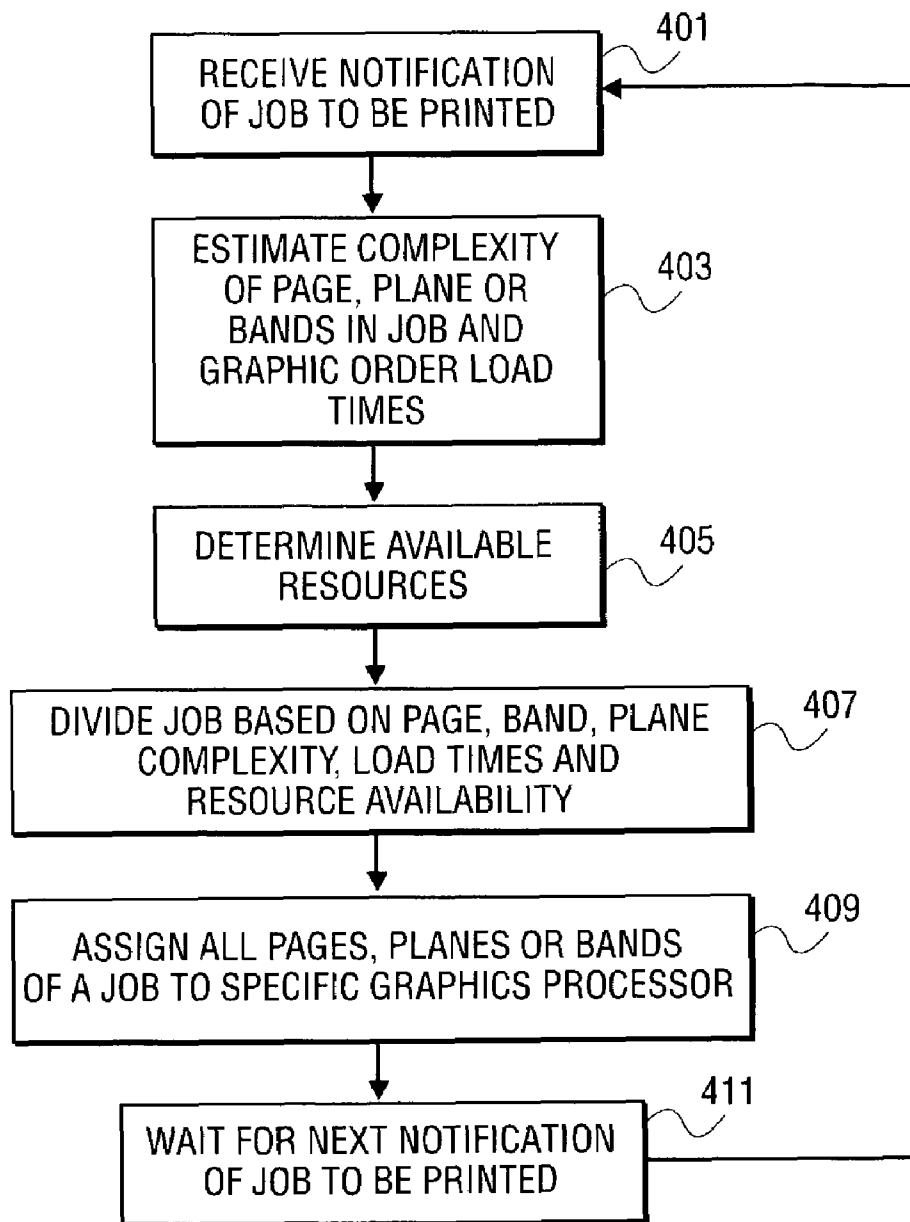 401
RECEIVE NOTIFICATION
OF JOB TO BE PRINTED
ESTIMATE COMPLEXITY
OF PAGE, PLANE OR
BANDS IN JOB AND
GRAPHIC ORDER LOAD
TIMES
403
DETERMINE AVAILABLE
RESOURCES
405
DIVIDE JOB BASED ON PAGE, BAND, PLANE
COMPLEXITY, LOAD TIMES AND
RESOURCE AVAILABILITY
407
ASSIGN ALL PAGES, PLANES OR BANDS
OF A JOB TO SPECIFIC GRAPHICS PROCESSOR
409
WAIT FOR NEXT NOTIFICATION
OF JOB TO BE PRINTED
411